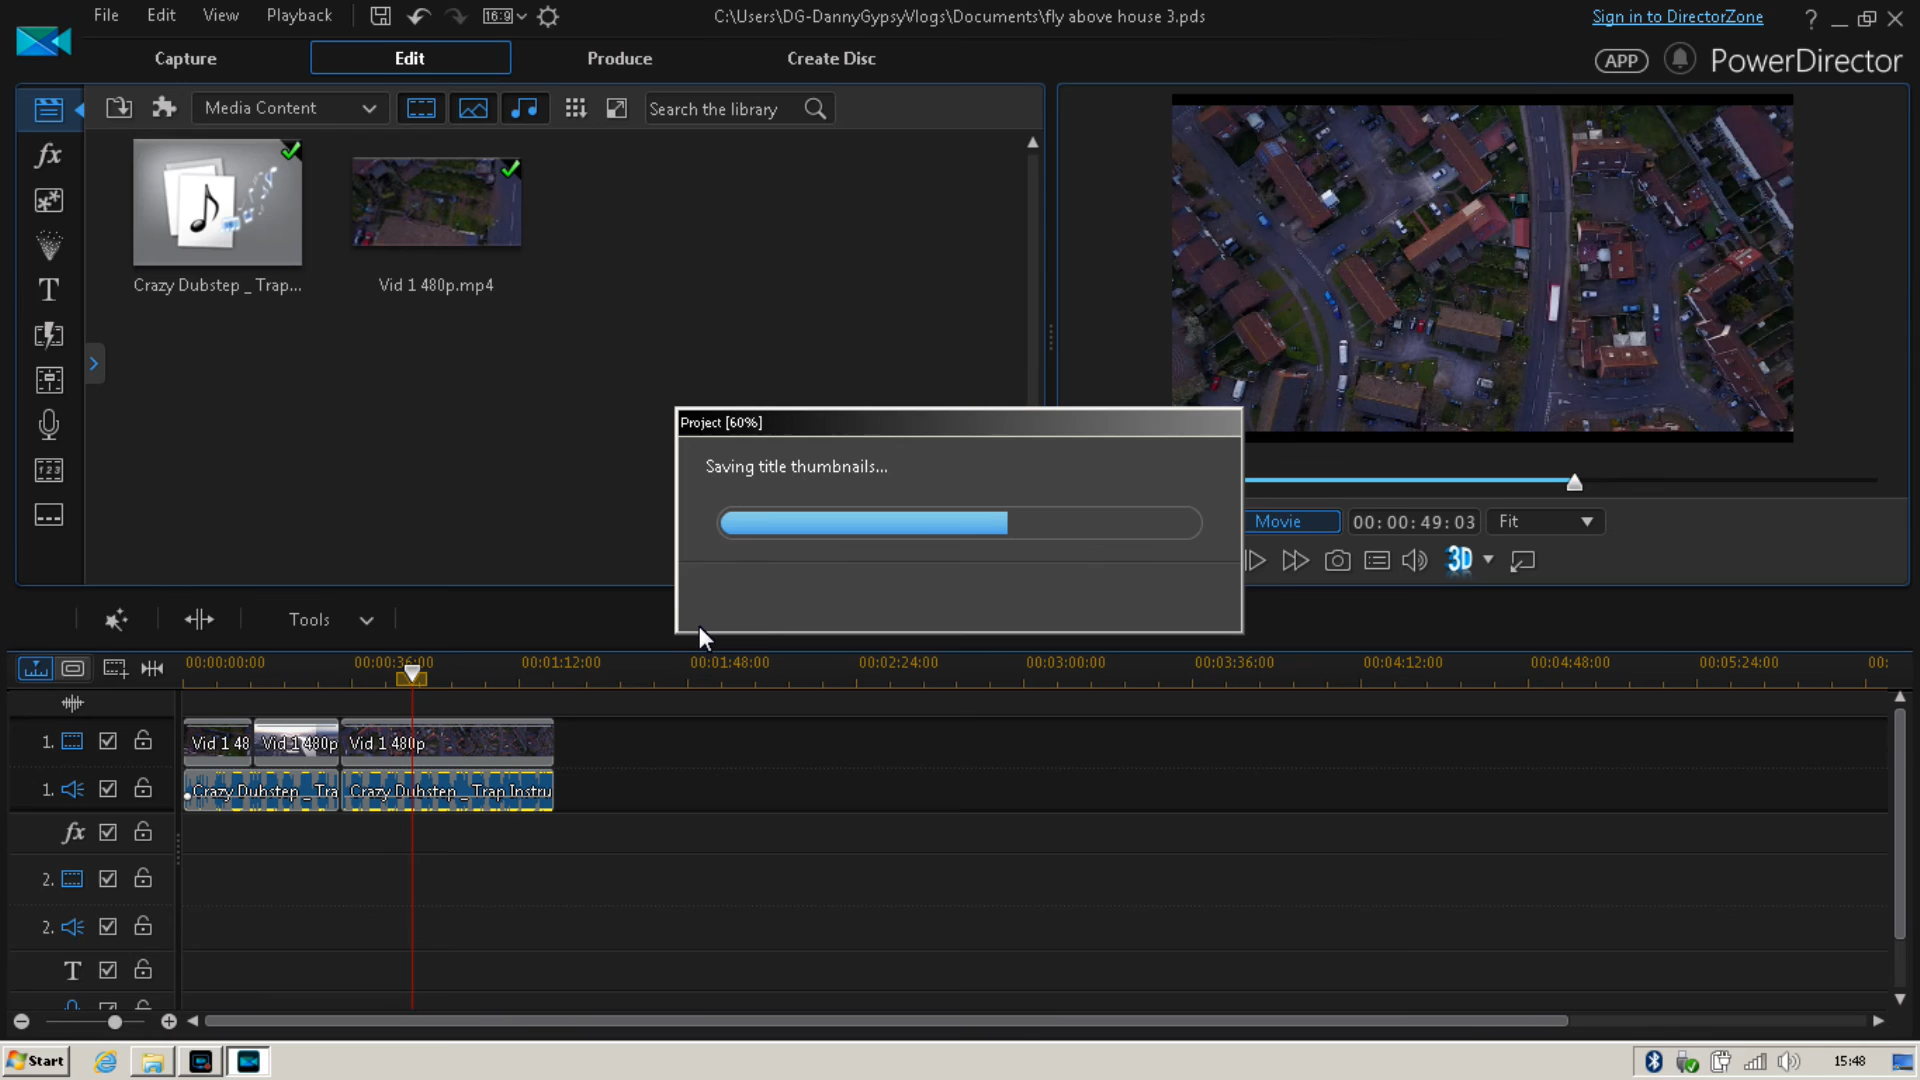 File Edit View Playback 16:9 C:\Users\DG-DannyGypsyVlogs\Documents\fly above house 3.pds Sign in to DirectorZone ?
Capture Edit Produce Create Disc APP PowerDirector
Media Content Search the library
fx
Crazy Dubstep _ Trap... Vid 1 480p.mp4
T
Project [60%]
Saving title thumbnails...
Movie 00:00:49:03 Fit
3D
Tools
00:00:00:00 00:00:36:00 00:01:12:00 00:01:48:00 00:02:24:00 00:03:00:00 00:03:36:00 00:04:12:00 00:04:48:00 00:05:24:00 00:
1. Vid 1 48 Vid 1 480p Vid 1 480p
1. Crazy Dubstep _ Tra Crazy Dubstep _ Trap Instru
fx
2.
2.
T
Start 15:48